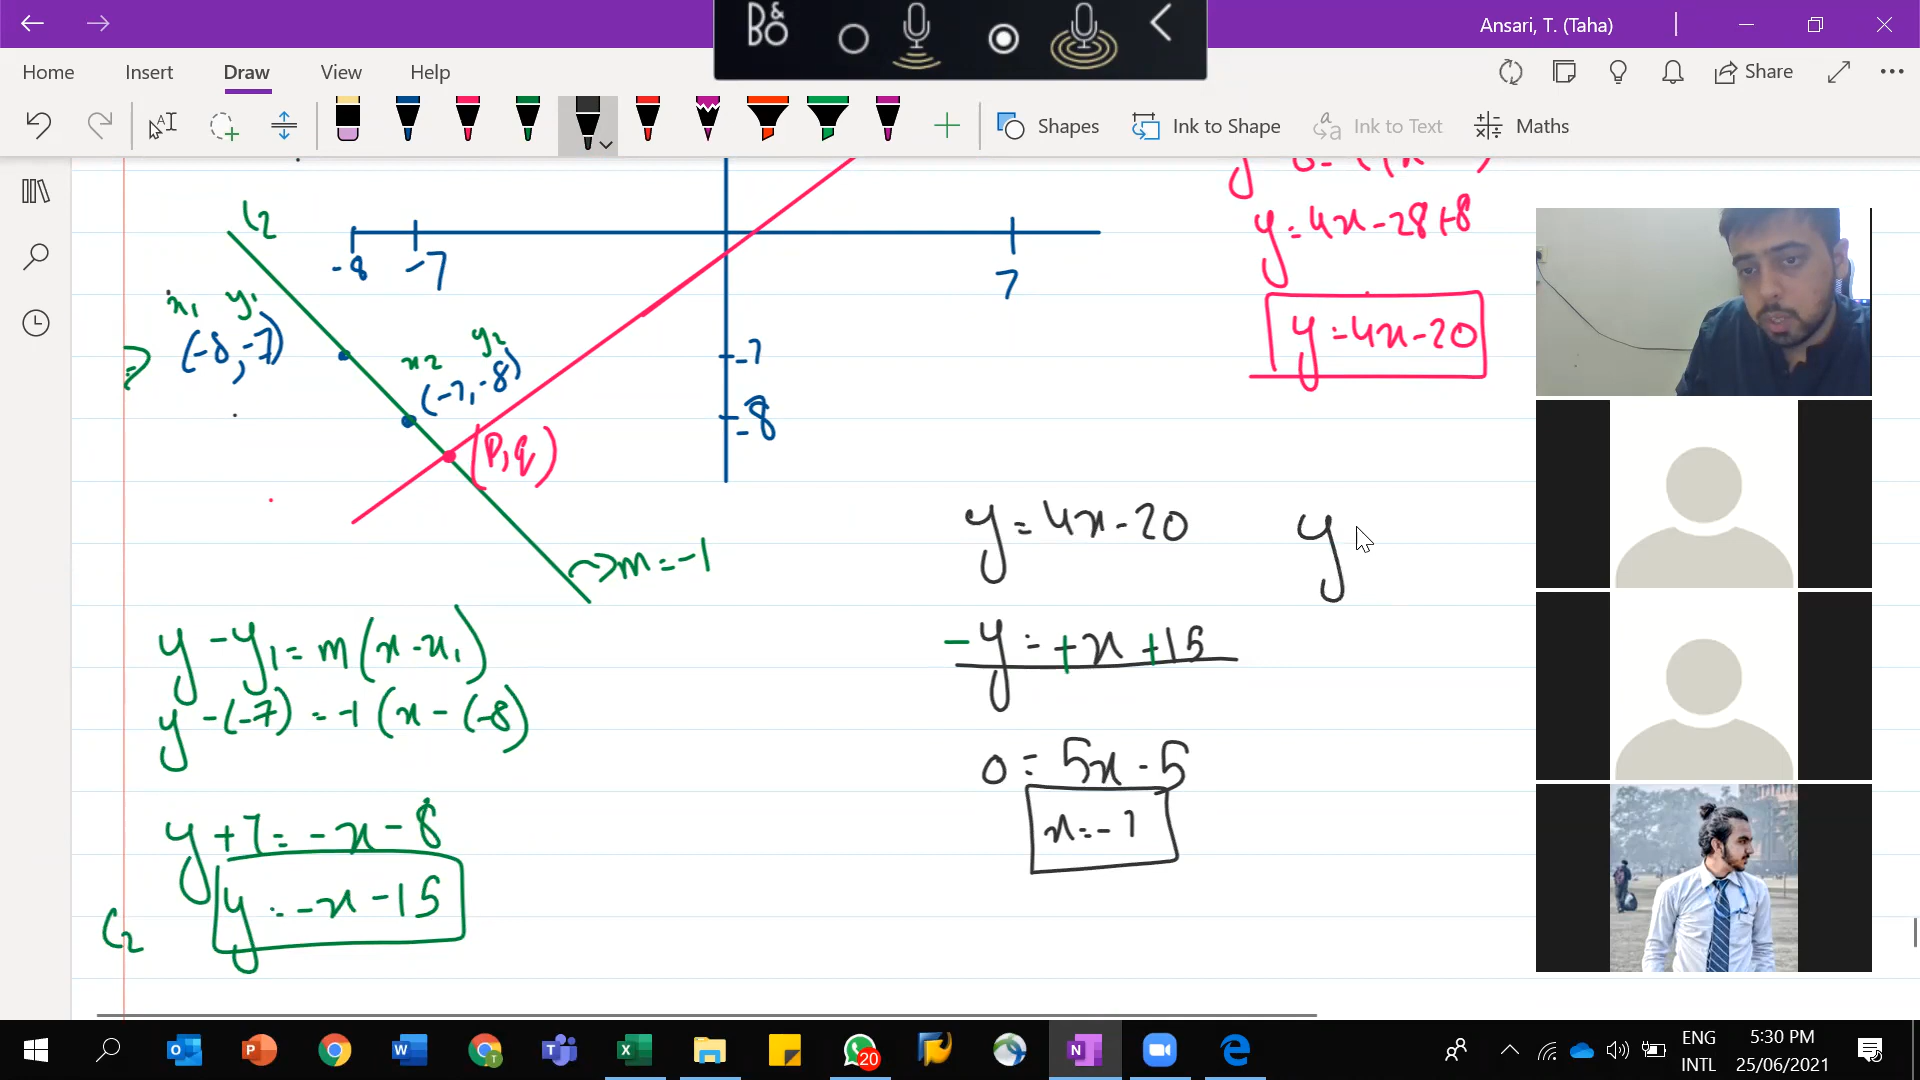 B&O
Ansari, T. (Taha)
Home Insert Draw View Help
Share
Shapes Ink to Shape Ink to Text Maths
y = 4x - 28 + 8
y = 4x - 20
L2
-8 -7 7
x1 y1
(-8, -7)
x2 y2
(-7, -8)
-7
-8
(P, q)
m = -1
y - y1 = m(x - x1)
y - (-7) = -1(x - (-8)
y + 7 = -x - 8
y = -x - 15
L2
y = 4x - 20
y
- y = + x + 15
0 = 5x - 5
x = - 1
20
ENG
INTL
5:30 PM
25/06/2021